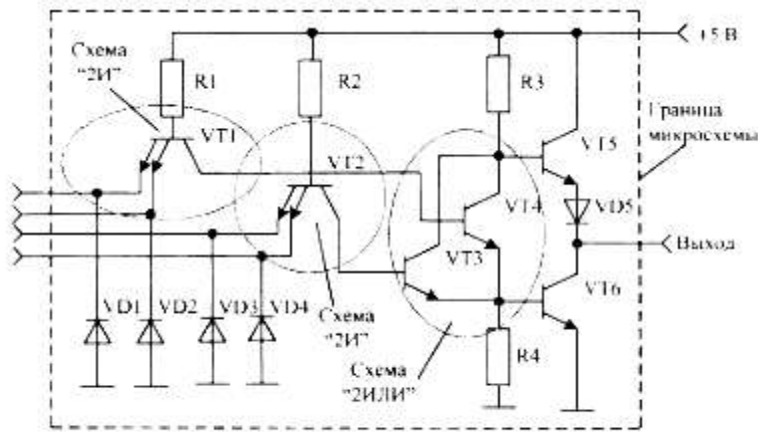 +5 В
Схема
“2И”
R1
R2
R3
Граница
микросхемы
VT1
VT2
VT5
VT4
VD5
VT3
Выход
VT6
VD1
VD2
VD3
VD4
Схема
“2И”
R4
Схема
“2ИЛИ”